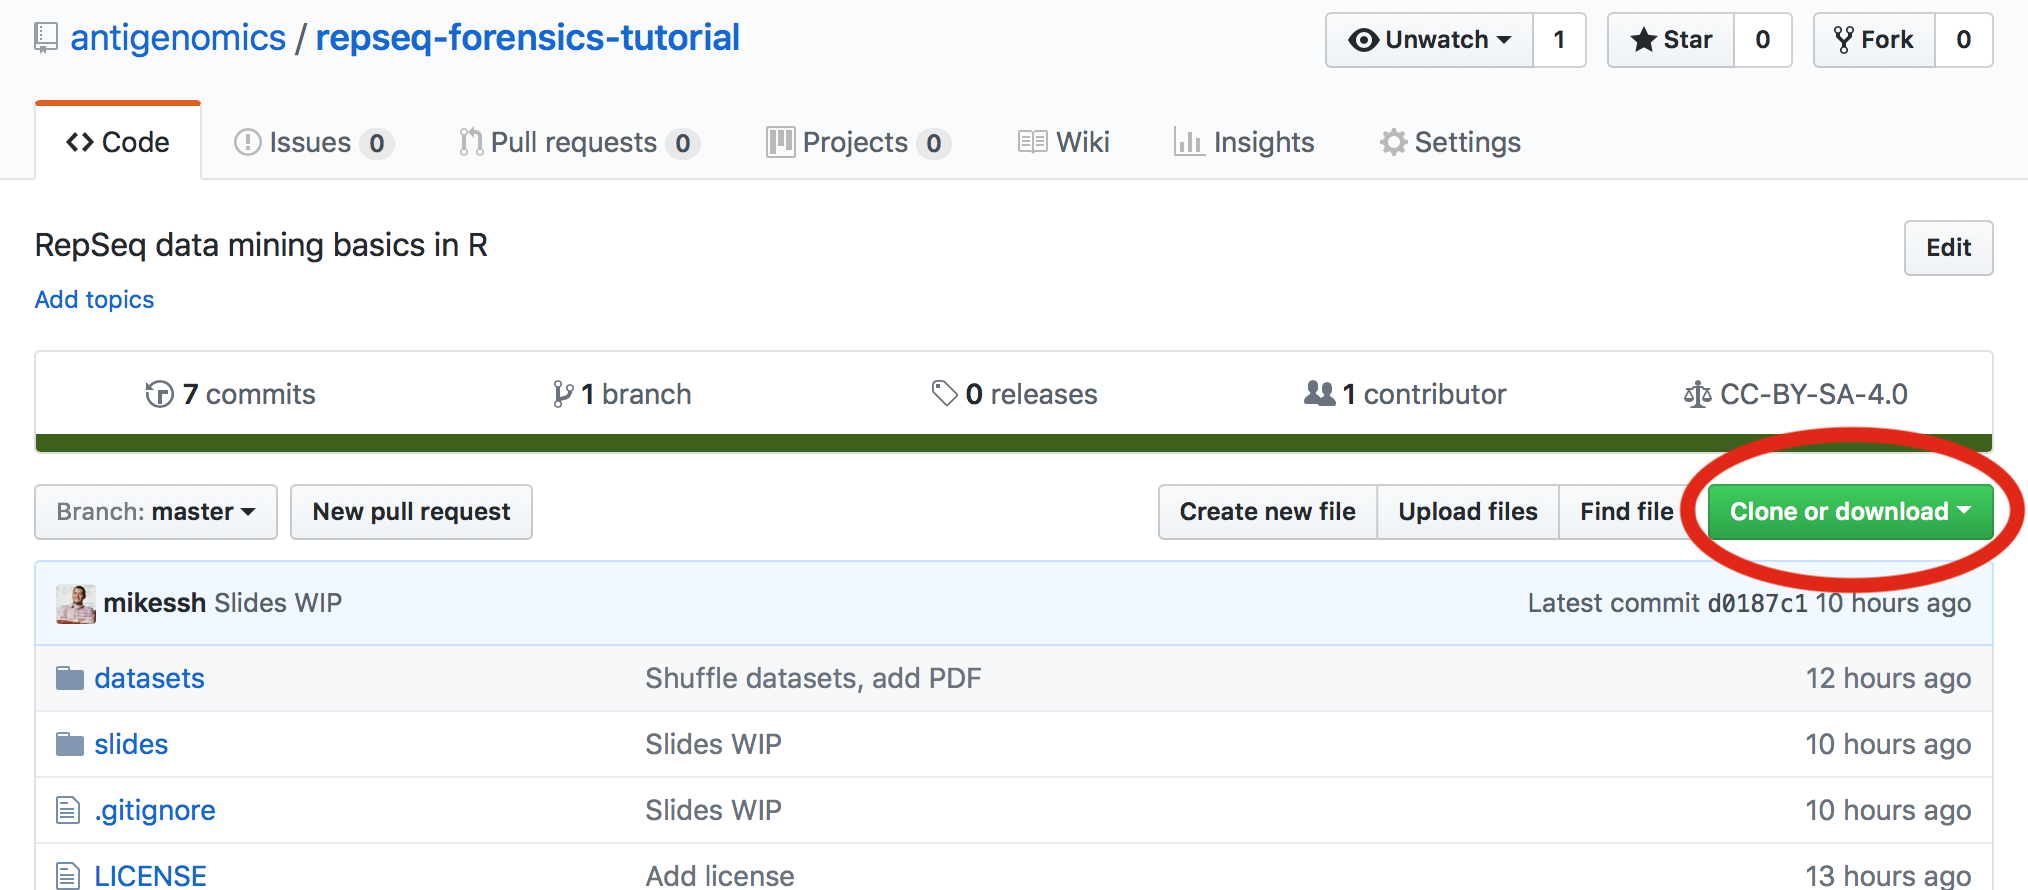 antigenomics / repseq-forensics-tutorial
Unwatch 1 Star 0 Fork 0
Code Issues 0 Pull requests 0 Projects 0 Wiki Insights Settings
RepSeq data mining basics in R
Edit
Add topics
7 commits 1 branch 0 releases 1 contributor CC-BY-SA-4.0
Branch: master New pull request Create new file Upload files Find file Clone or download
mikessh Slides WIP Latest commit d0187c1 10 hours ago
datasets Shuffle datasets, add PDF 12 hours ago
slides Slides WIP 10 hours ago
.gitignore Slides WIP 10 hours ago
LICENSE Add license 13 hours ago